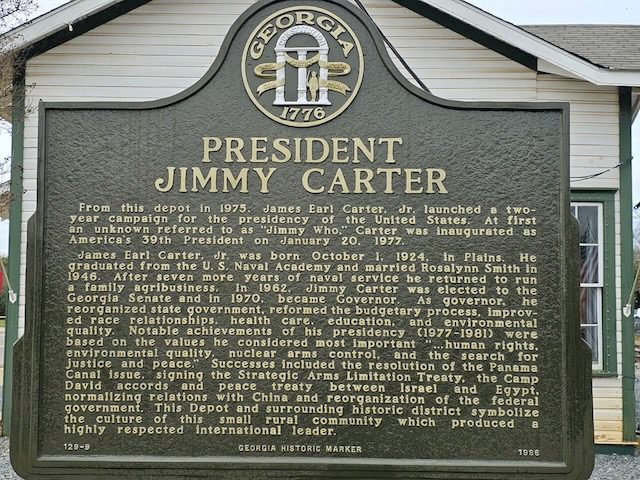 GEORGIA
1776
PRESIDENT
JIMMY CARTER
From this depot in 1975, James Earl Carter, Jr. launched a two-
year campaign for the presidency of the United States. At first
an unknown referred to as "Jimmy Who," Carter was inaugurated as
America's 39th President on January 20, 1977.
James Earl Carter, Jr. was born October 1, 1924, in Plains. He
graduated from the U.S. Naval Academy and married Rosalynn Smith in
1946. After seven more years of naval service he returned to run
a family agribusiness. In 1962, Jimmy Carter was elected to the
Georgia Senate and in 1970, became Governor. As governor, he
reorganized state government, reformed the budgetary process, improv-
ed race relationships, health care, education, and environmental
quality. Notable achievements of his presidency (1977-1981) were
based on the values he considered most important "...human rights,
environmental quality, nuclear arms control, and the search for
justice and peace." Successes included the resolution of the Panama
Canal issue, signing the Strategic Arms Limitation Treaty, the Camp
David accords and peace treaty between Israel and Egypt,
normalizing relations with China and reorganization of the federal
government. This Depot and surrounding historic district symbolize
the culture of this small rural community which produced a
highly respected international leader.
129-9 GEORGIA HISTORIC MARKER 1986